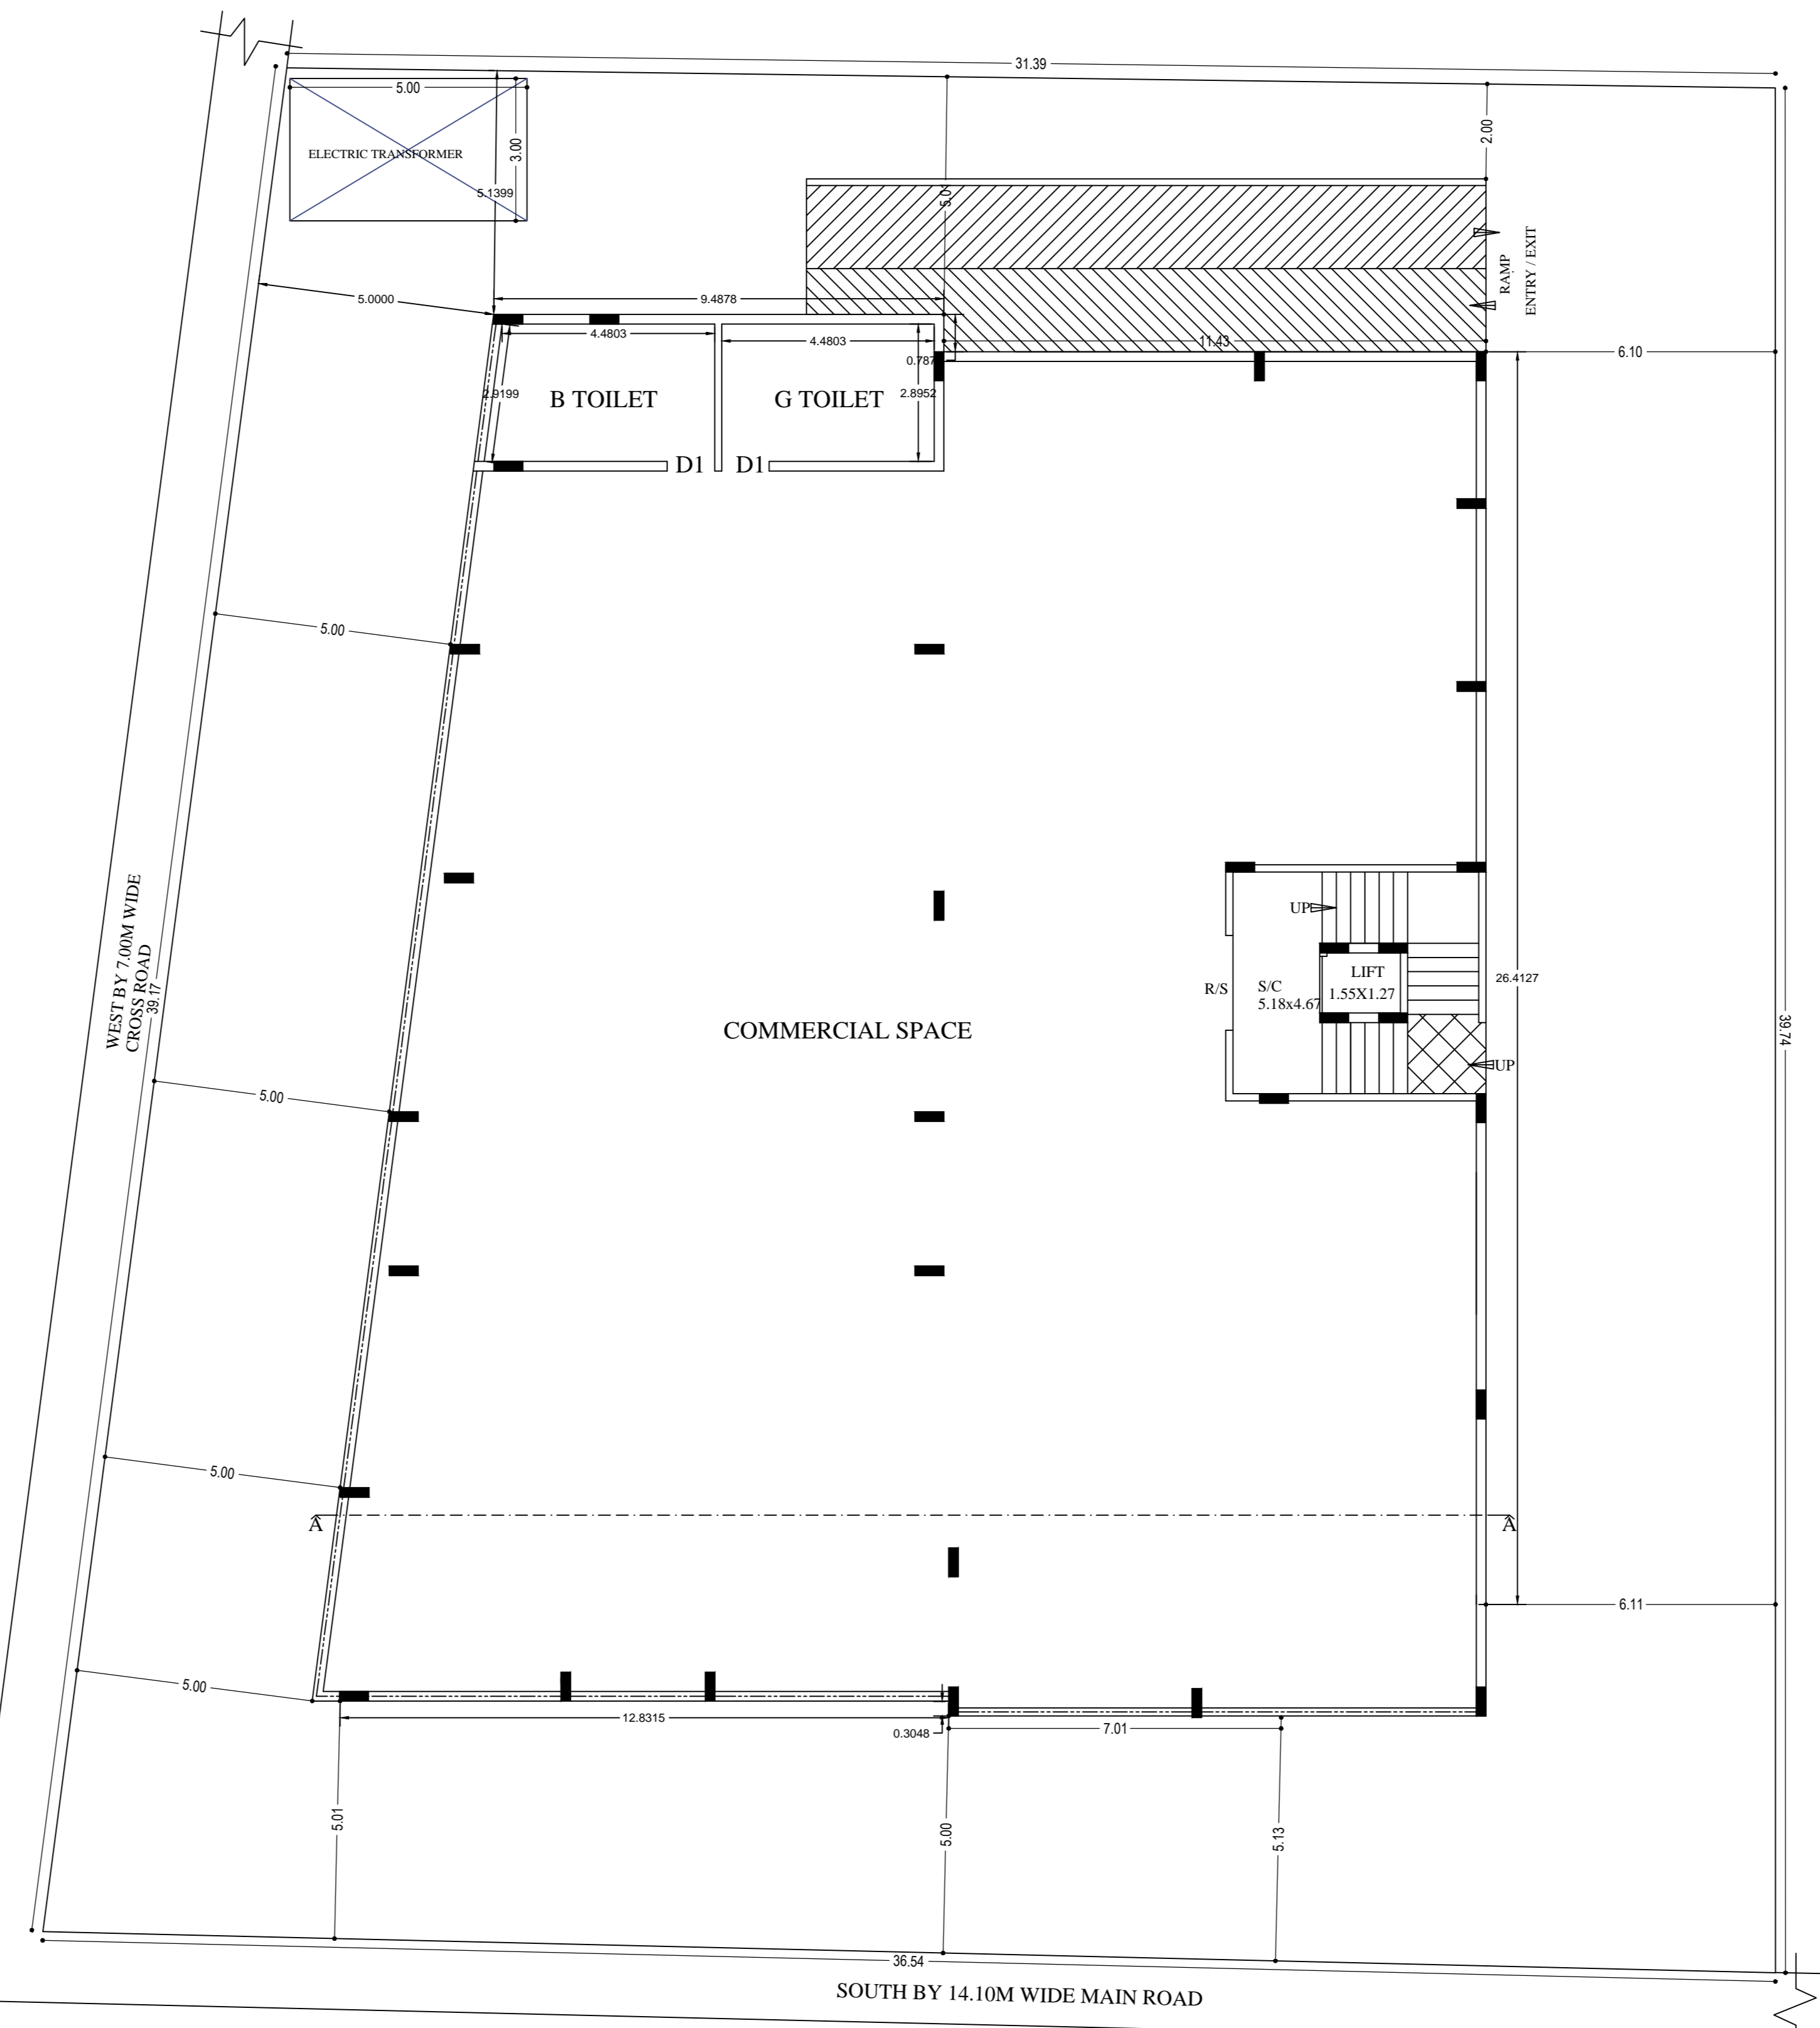 31.39
5.00
2.00
ELECTRIC TRANSFORMER
3.00
5.1399
5.0
RAMP
ENTRY / EXIT
5.0000
9.4878
4.4803
4.4803
11.43
0.787
6.10
2.9199
B TOILET
G TOILET
2.8952
D1
D1
5.00
UP
WEST BY 7.00M WIDE
CROSS ROAD
39.17
R/S
S/C
5.18x4.67
LIFT
1.55X1.27
26.4127
COMMERCIAL SPACE
39.74
UP
5.00
5.00
A
A
6.11
5.00
12.8315
0.3048
7.01
5.01
5.00
5.13
36.54
SOUTH BY 14.10M WIDE MAIN ROAD